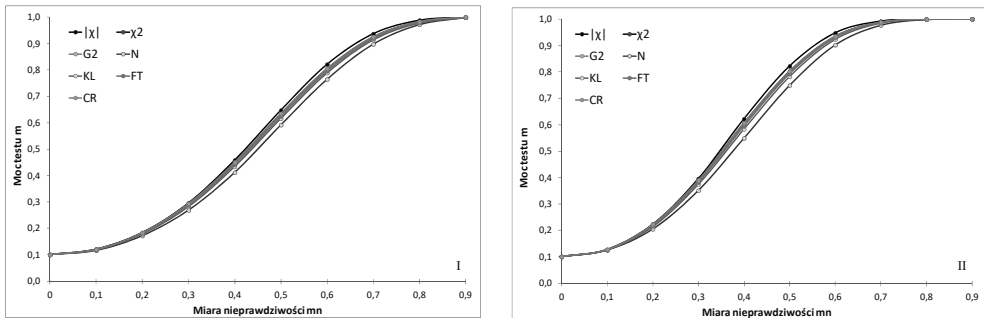 1,0
0,9
0,8
0,7
0,6
0,5
0,4
0,3
0,2
0,1
0,0
Moc testu m
|χ|
χ2
G2
N
KL
FT
CR
I
0
0,1
0,2
0,3
0,4
0,5
0,6
0,7
0,8
0,9
Miara nieprawdziwości mn
1,0
0,9
0,8
0,7
0,6
0,5
0,4
0,3
0,2
0,1
0,0
Moc testu m
|χ|
χ2
G2
N
KL
FT
CR
II
0
0,1
0,2
0,3
0,4
0,5
0,6
0,7
0,8
0,9
Miara nieprawdziwości mn